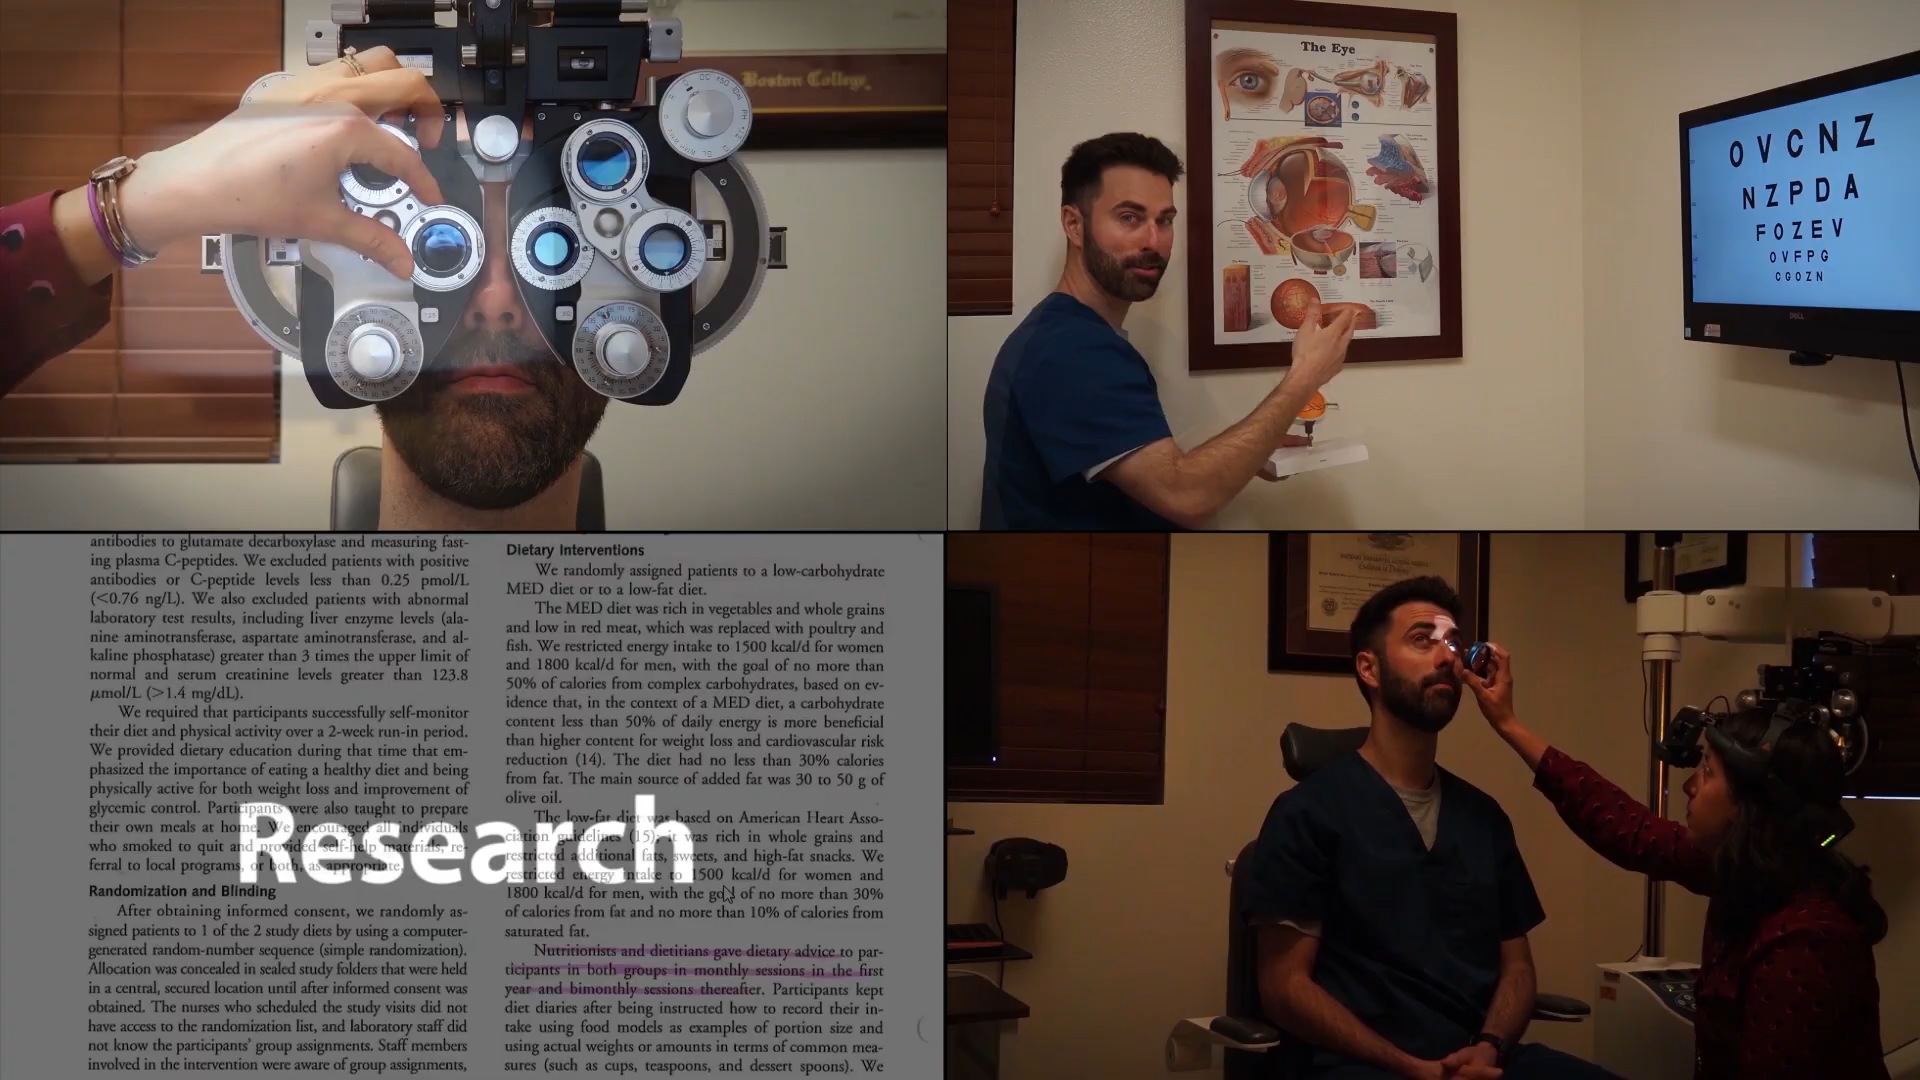 Boston College
The Eye
OVCNZ
NZPDA
FOZEV
OVFPG
CGOZN
DELL
antibodies to glutamate decarboxylase and measuring fast-
ing plasma C-peptides. We excluded patients with positive
antibodies or C-peptide levels less than 0.25 pmol/L
(<0.76 ng/L). We also excluded patients with abnormal
laboratory test results, including liver enzyme levels (ala-
nine aminotransferase, aspartate aminotransferase, and al-
kaline phosphatase) greater than 3 times the upper limit of
normal and serum creatinine levels greater than 123.8
μmol/L (>1.4 mg/dL).
We required that participants successfully self-monitor
their diet and physical activity over a 2-week run-in period.
We provided dietary education during that time that em-
phasized the importance of eating a healthy diet and being
physically active for both weight loss and improvement of
glycemic control. Participants were also taught to prepare
their own meals at home. We encouraged all individuals
who smoked to quit and provided self-help materials, re-
ferral to local programs, or both, as appropriate.
Randomization and Blinding
After obtaining informed consent, we randomly as-
signed patients to 1 of the 2 study diets by using a computer-
generated random-number sequence (simple randomization).
Allocation was concealed in sealed study folders that were held
in a central, secured location until after informed consent was
obtained. The nurses who scheduled the study visits did not
have access to the randomization list, and laboratory staff did
not know the participants' group assignments. Staff members
involved in the intervention were aware of group assignments,
Dietary Interventions
We randomly assigned patients to a low-carbohydrate
MED diet or to a low-fat diet.
The MED diet was rich in vegetables and whole grains
and low in red meat, which was replaced with poultry and
fish. We restricted energy intake to 1500 kcal/d for women
and 1800 kcal/d for men, with the goal of no more than
50% of calories from complex carbohydrates, based on ev-
idence that, in the context of a MED diet, a carbohydrate
content less than 50% of daily energy is more beneficial
than higher content for weight loss and cardiovascular risk
reduction (14). The diet had no less than 30% calories
from fat. The main source of added fat was 30 to 50 g of
olive oil.
The low-fat diet was based on American Heart Asso-
ciation guidelines (15); it was rich in whole grains and
restricted additional fats, sweets, and high-fat snacks. We
restricted energy intake to 1500 kcal/d for women and
1800 kcal/d for men, with the goal of no more than 30%
of calories from fat and no more than 10% of calories from
saturated fat.
Nutritionists and dietitians gave dietary advice to par-
ticipants in both groups in monthly sessions in the first
year and bimonthly sessions thereafter. Participants kept
diet diaries after being instructed how to record their in-
take using food models as examples of portion size and
using actual weights or amounts in terms of common mea-
sures (such as cups, teaspoons, and dessert spoons). We
Research